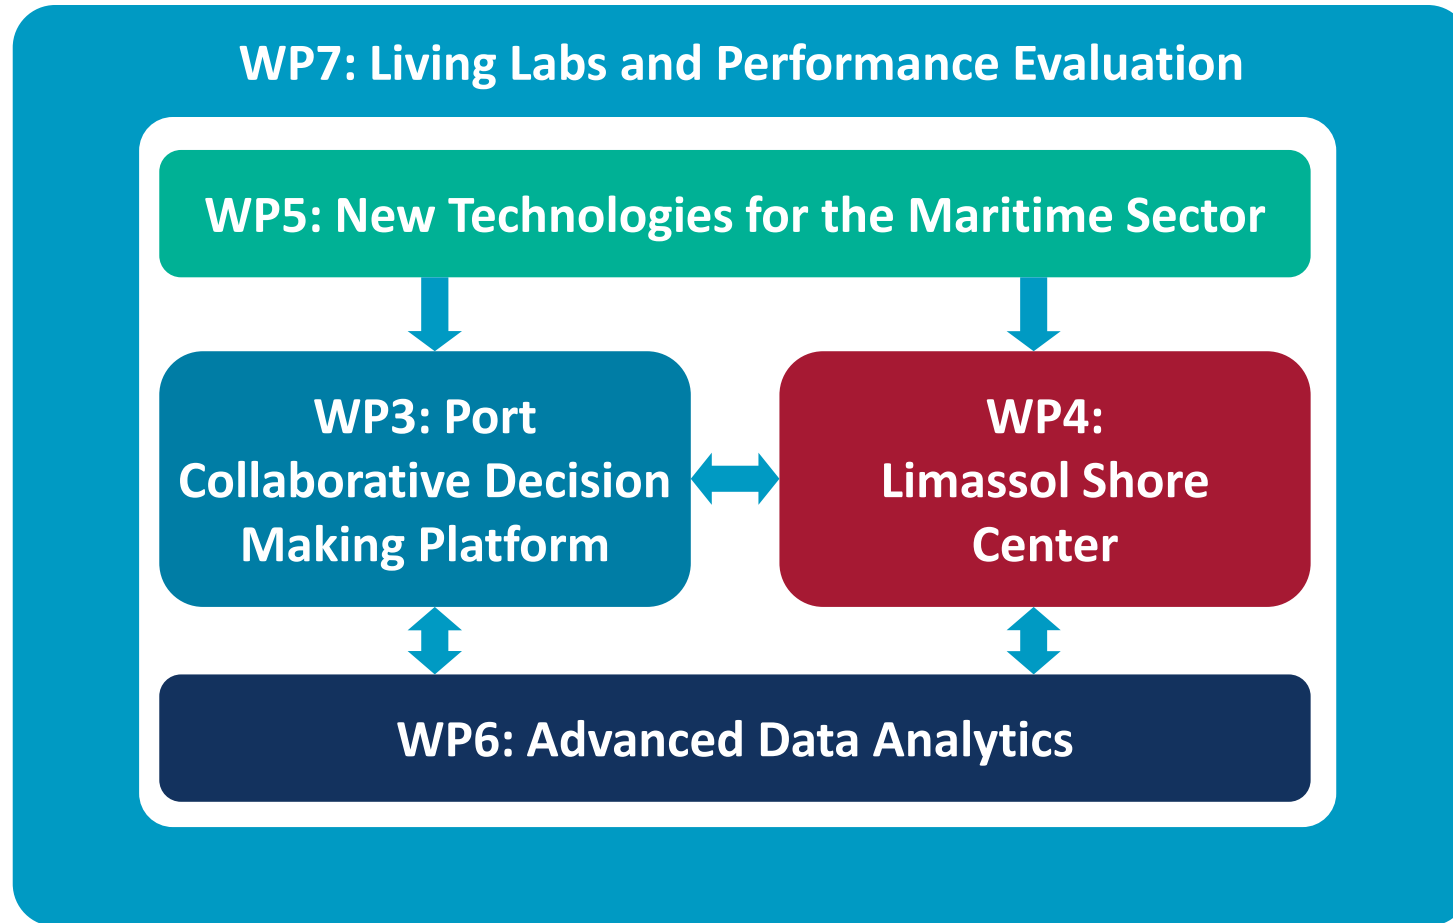 WP7: Living Labs and Performance Evaluation
WP5: New Technologies for the Maritime Sector
WP3: Port
Collaborative Decision
Making Platform
WP4:
Limassol Shore
Center
WP6: Advanced Data Analytics